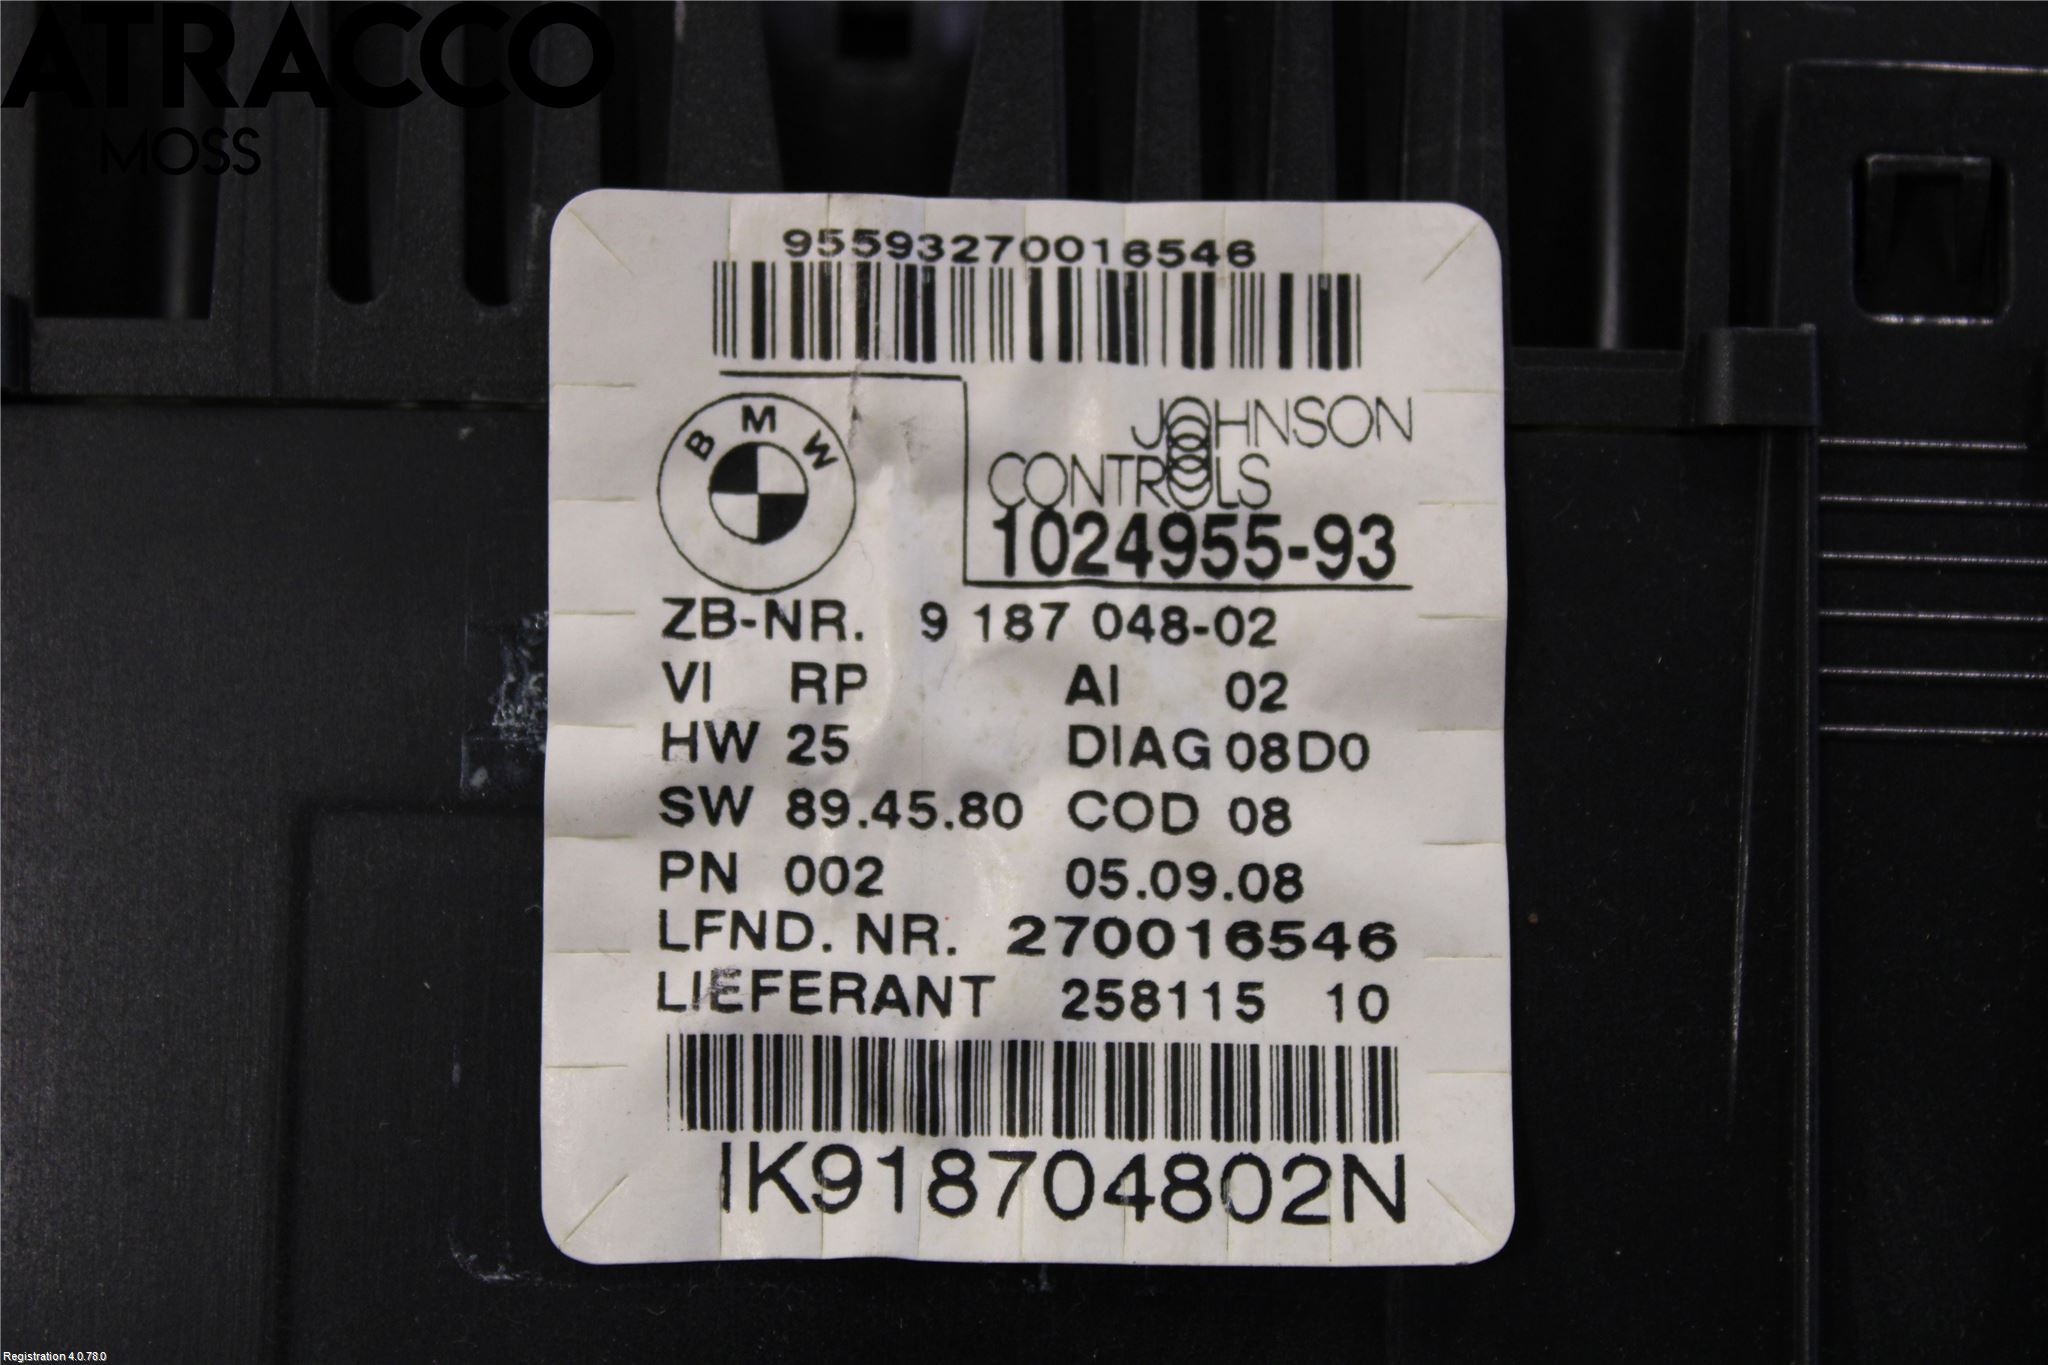 ATRACCO
MOSS
95593270016546
BMW
JOHNSON
CONTROLS
1024955-93
ZB-NR. 9 187 048-02
VI RP AI 02
HW 25 DIAG 08D0
SW 89.45.80 COD 08
PN 002 05.09.08
LFND. NR. 270016546
LIEFERANT 258115 10
IK918704802N
Registration 4.0.78.0